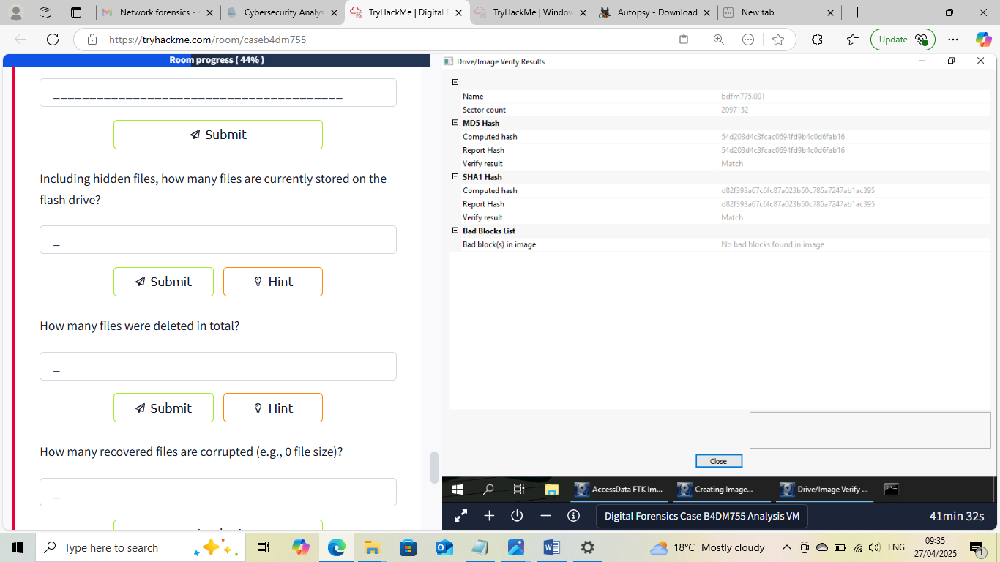 Network forensics -
Cybersecurity Analys
TryHackMe | Digital F
TryHackMe | Window
Autopsy - Download
New tab
https://tryhackme.com/room/caseb4dm755
Update
Room progress ( 44% )
________________________________________
Submit
Including hidden files, how many files are currently stored on the
flash drive?
_
Submit
Hint
How many files were deleted in total?
_
Submit
Hint
How many recovered files are corrupted (e.g., 0 file size)?
_
Drive/Image Verify Results
Name bdfm775.001
Sector count 2097152
MD5 Hash
Computed hash 54d203d4c3fcac0694fd9b4c0d6fab16
Report Hash 54d203d4c3fcac0694fd9b4c0d6fab16
Verify result Match
SHA1 Hash
Computed hash d82f393a67c6fc87a023b50c785a7247ab1ac395
Report Hash d82f393a67c6fc87a023b50c785a7247ab1ac395
Verify result Match
Bad Blocks List
Bad block(s) in image No bad blocks found in image
Close
AccessData FTK Im...
Creating Image...
Drive/Image Verify ...
Digital Forensics Case B4DM755 Analysis VM
41min 32s
Type here to search
18°C Mostly cloudy
ENG
09:35
27/04/2025
1